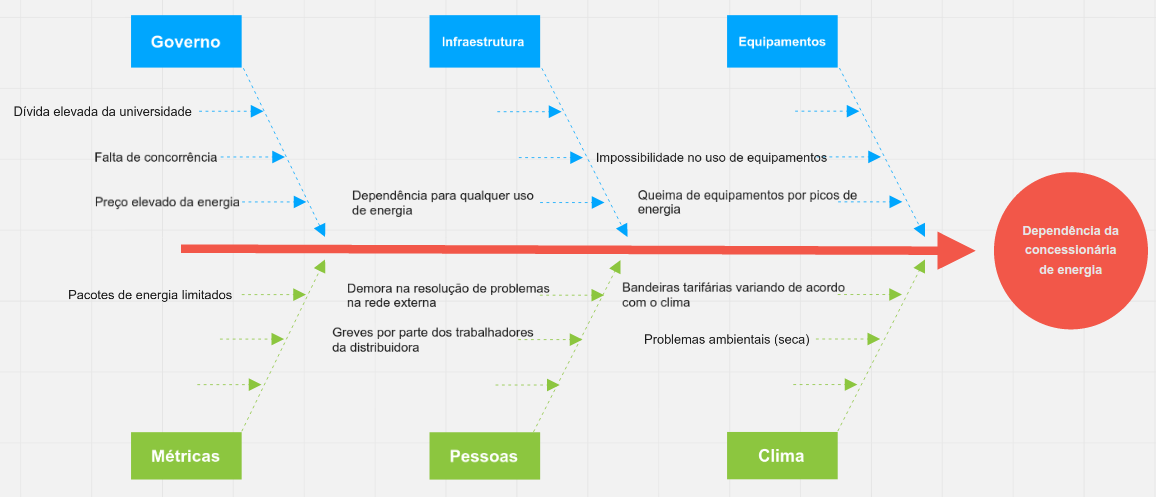 Governo
Infraestrutura
Equipamentos
Dívida elevada da universidade
Falta de concorrência
Impossibilidade no uso de equipamentos
Preço elevado da energia
Dependência para qualquer uso
de energia
Queima de equipamentos por picos de
energia
Dependência da
concessionária
de energia
Pacotes de energia limitados
Demora na resolução de problemas
na rede externa
Bandeiras tarifárias variando de acordo
com o clima
Greves por parte dos trabalhadores
da distribuidora
Problemas ambientais (seca)
Métricas
Pessoas
Clima